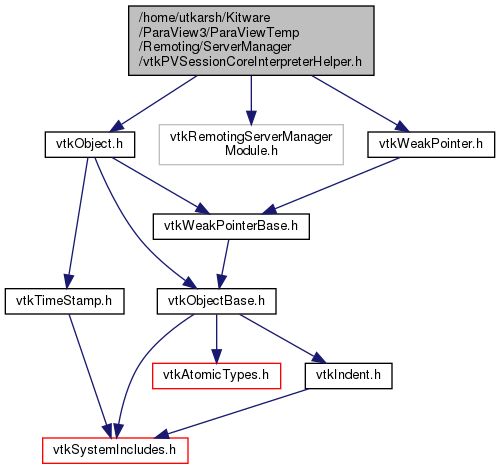 /home/utkarsh/Kitware
/ParaView3/ParaViewTemp
/Remoting/ServerManager
/vtkPVSessionCoreInterpreterHelper.h
vtkObject.h
vtkRemotingServerManager
Module.h
vtkWeakPointer.h
vtkWeakPointerBase.h
vtkTimeStamp.h
vtkObjectBase.h
vtkAtomicTypes.h
vtkIndent.h
vtkSystemIncludes.h